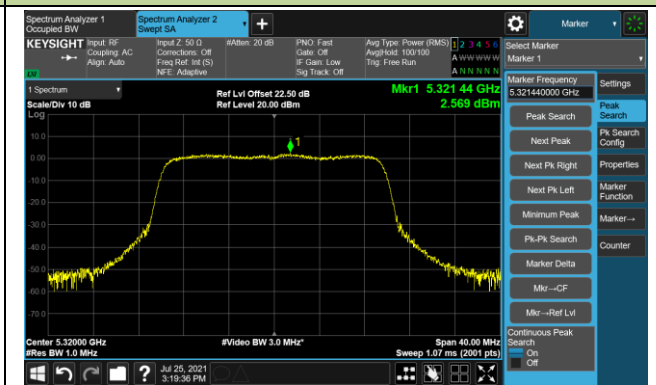 Spectrum Analyzer 1
Occupied BW
Spectrum Analyzer 2
Swept SA
+
Marker
KEYSIGHT
Input: RF
Coupling: AC
Align: Auto
Input Z: 50 Ω
Corrections: Off
Freq Ref: Int (S)
NFE: Adaptive
#Atten: 20 dB
PNO: Fast
Gate: Off
IF Gain: Low
Sig Track: Off
Avg Type: Power (RMS)
Avg|Hold: 100/100
Trig: Free Run
1 2 3 4 5 6
A W W W W W
A N N N N N
Select Marker
Marker 1
1 Spectrum
Scale/Div 10 dB
Log
Ref Lvl Offset 22.50 dB
Ref Level 20.00 dBm
Mkr1 5.321 44 GHz
2.569 dBm
Marker Frequency
5.321440000 GHz
Peak Search
Next Peak
Next Pk Right
Next Pk Left
Minimum Peak
Pk-Pk Search
Marker Delta
Mkr→CF
Mkr→Ref Lvl
Continuous Peak
Search
On
Off
Settings
Peak
Search
Pk Search
Config
Properties
Marker
Function
Marker→
Counter
1
10.0
0.00
-10.0
-20.0
-30.0
-40.0
-50.0
-60.0
-70.0
Center 5.32000 GHz
#Res BW 1.0 MHz
#Video BW 3.0 MHz*
Span 40.00 MHz
Sweep 1.07 ms (2001 pts)
?
Jul 25, 2021
3:19:36 PM